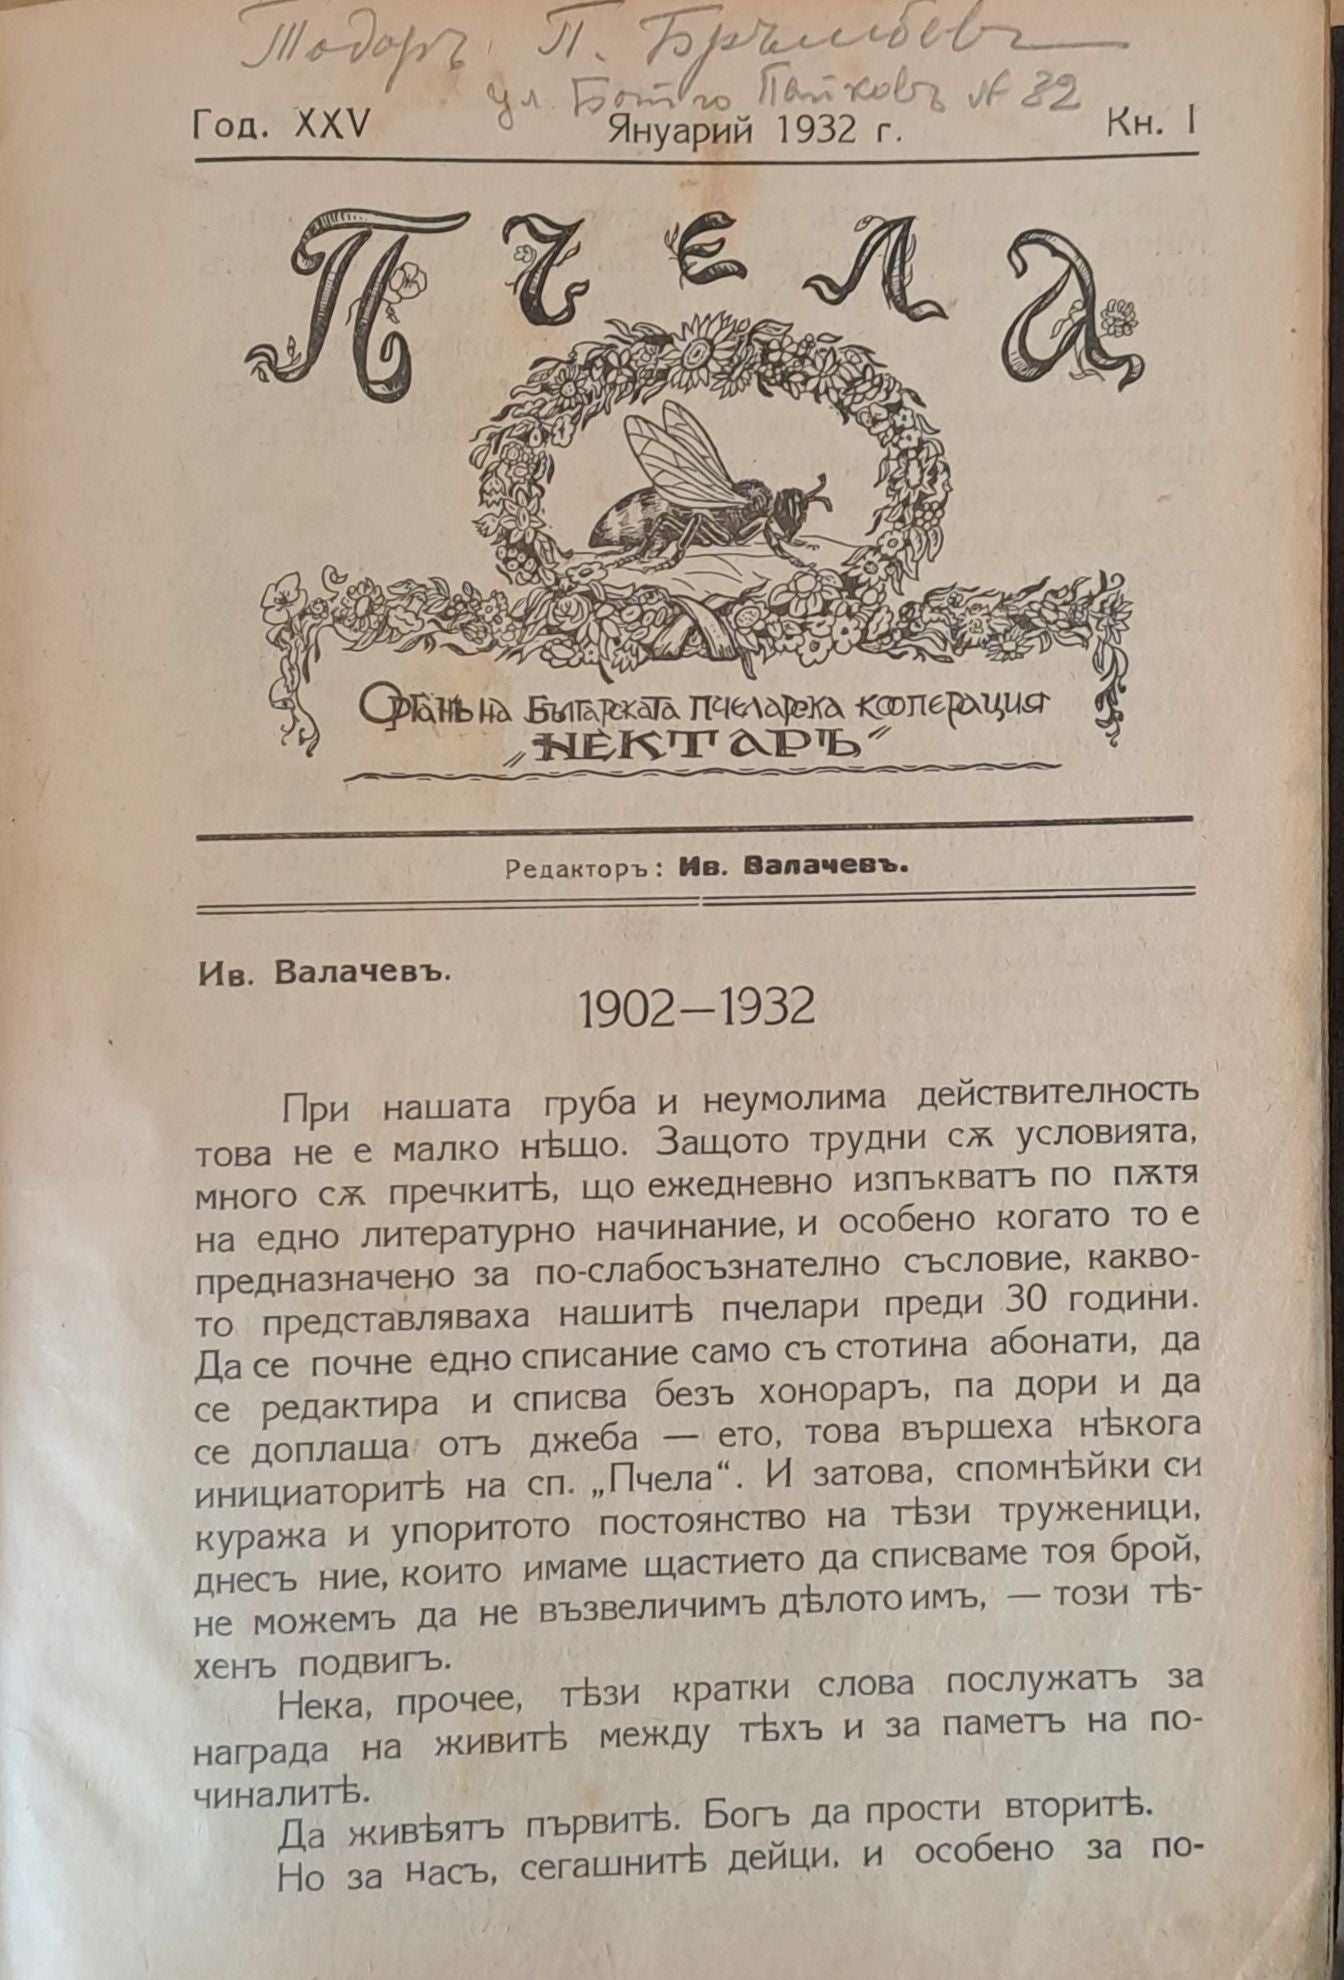 Тодоръ П. Бръмбевъ
ул. Ботйо Пайковъ № 32
Год. XXV Януарий 1932 г. Кн. I
ПЧЕЛА
Органъ на Българската пчеларска кооперация
„НЕКТАРЪ“
Редакторъ: Ив. Валачевъ.
Ив. Валачевъ.
1902—1932
При нашата груба и неумолима действителность
това не е малко нѣщо. Защото трудни сѫ условията,
много сѫ пречкитѣ, що ежедневно изпъкватъ по пѫтя
на едно литературно начинание, и особено когато то е
предназначено за по-слабосъзнателно съсловие, какво-
то представляваха нашитѣ пчелари преди 30 години.
Да се почне едно списание само съ стотина абонати, да
се редактира и списва безъ хонораръ, па дори и да
се доплаща отъ джеба — ето, това вършеха нѣкога
инициаторитѣ на сп. „Пчела“. И затова, спомнѣйки си
куража и упоритото постоянство на тѣзи труженици,
днесъ ние, които имаме щастието да списваме тоя брой,
не можемъ да не възвеличимъ дѣлото имъ, — този тѣ-
хенъ подвигъ.
Нека, прочее, тѣзи кратки слова послужатъ за
награда на живитѣ между тѣхъ и за паметъ на по-
чиналитѣ.
Да живѣятъ първитѣ. Богъ да прости вторитѣ.
Но за насъ, сегашнитѣ дейци, и особено за по-